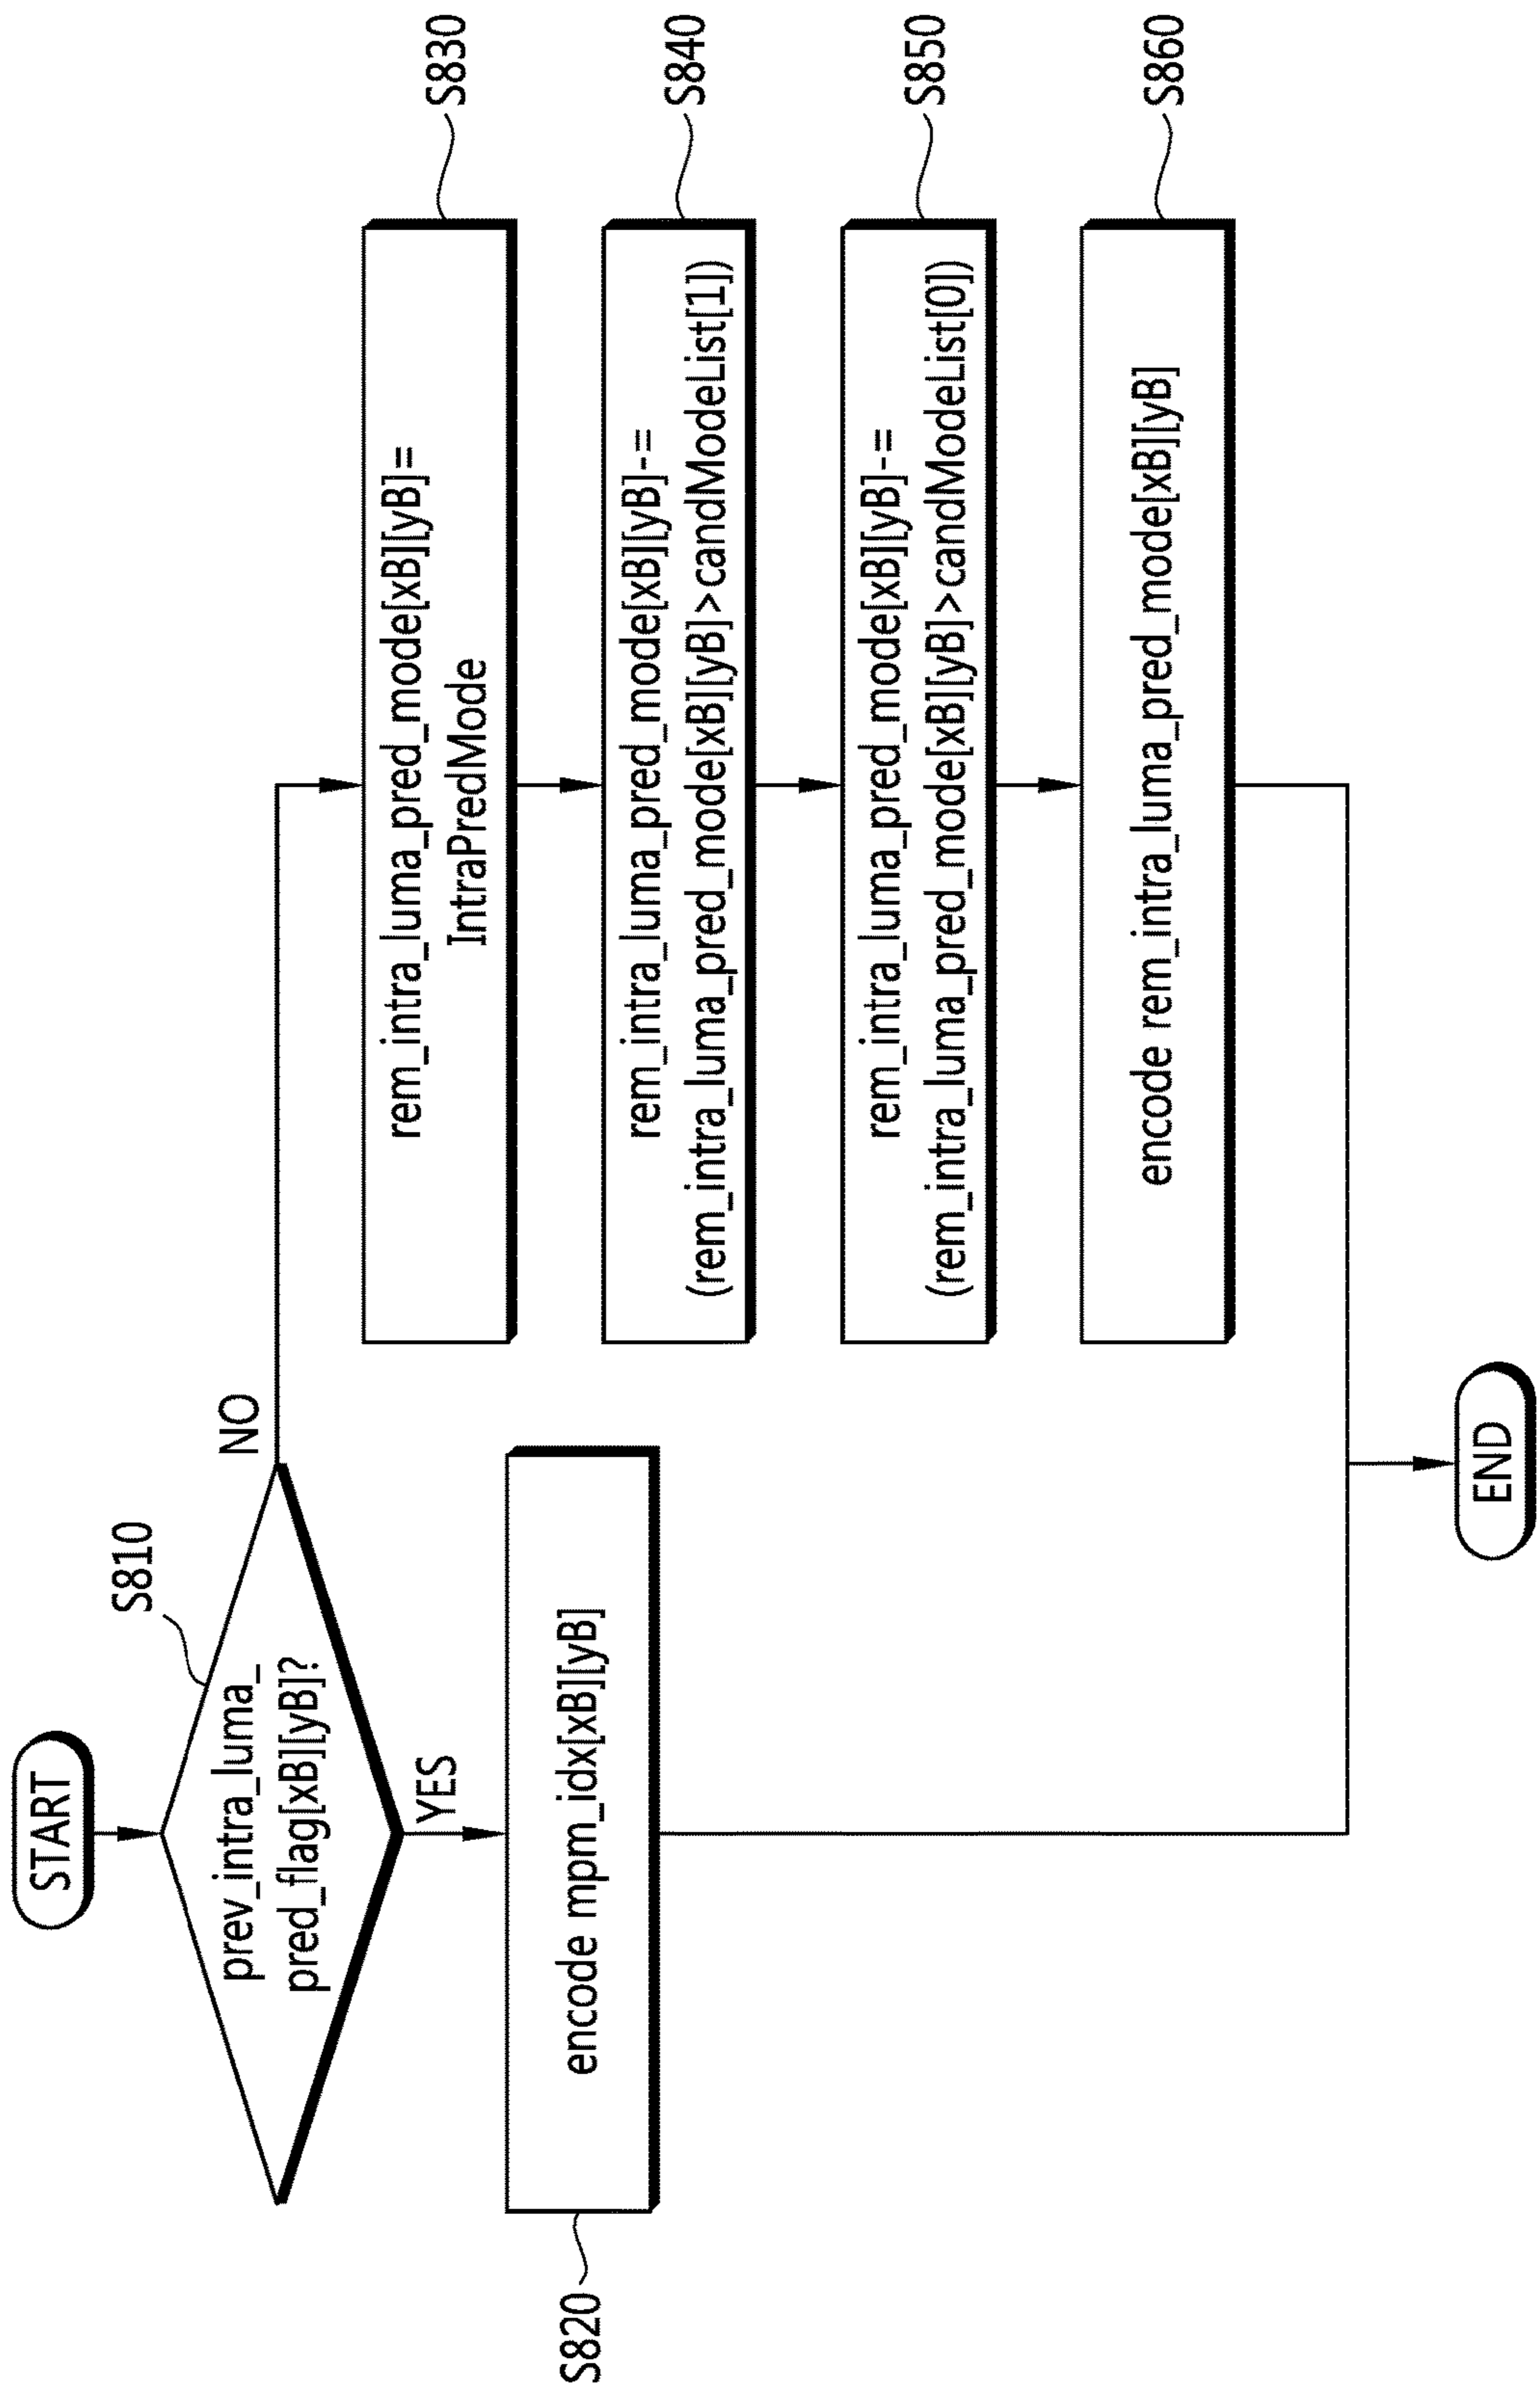 START
S810
prev_intra_luma_
pred_flag[xB][yB]?
NO
YES
S820
encode mpm_idx[xB][yB]
rem_intra_luma_pred_mode[xB][yB]=
IntraPredMode
S830
rem_intra_luma_pred_mode[xB][yB]-=
(rem_intra_luma_pred_mode[xB][yB]>candModeList[1])
S840
rem_intra_luma_pred_mode[xB][yB]-=
(rem_intra_luma_pred_mode[xB][yB]>candModeList[0])
S850
encode rem_intra_luma_pred_mode[xB][yB]
S860
END